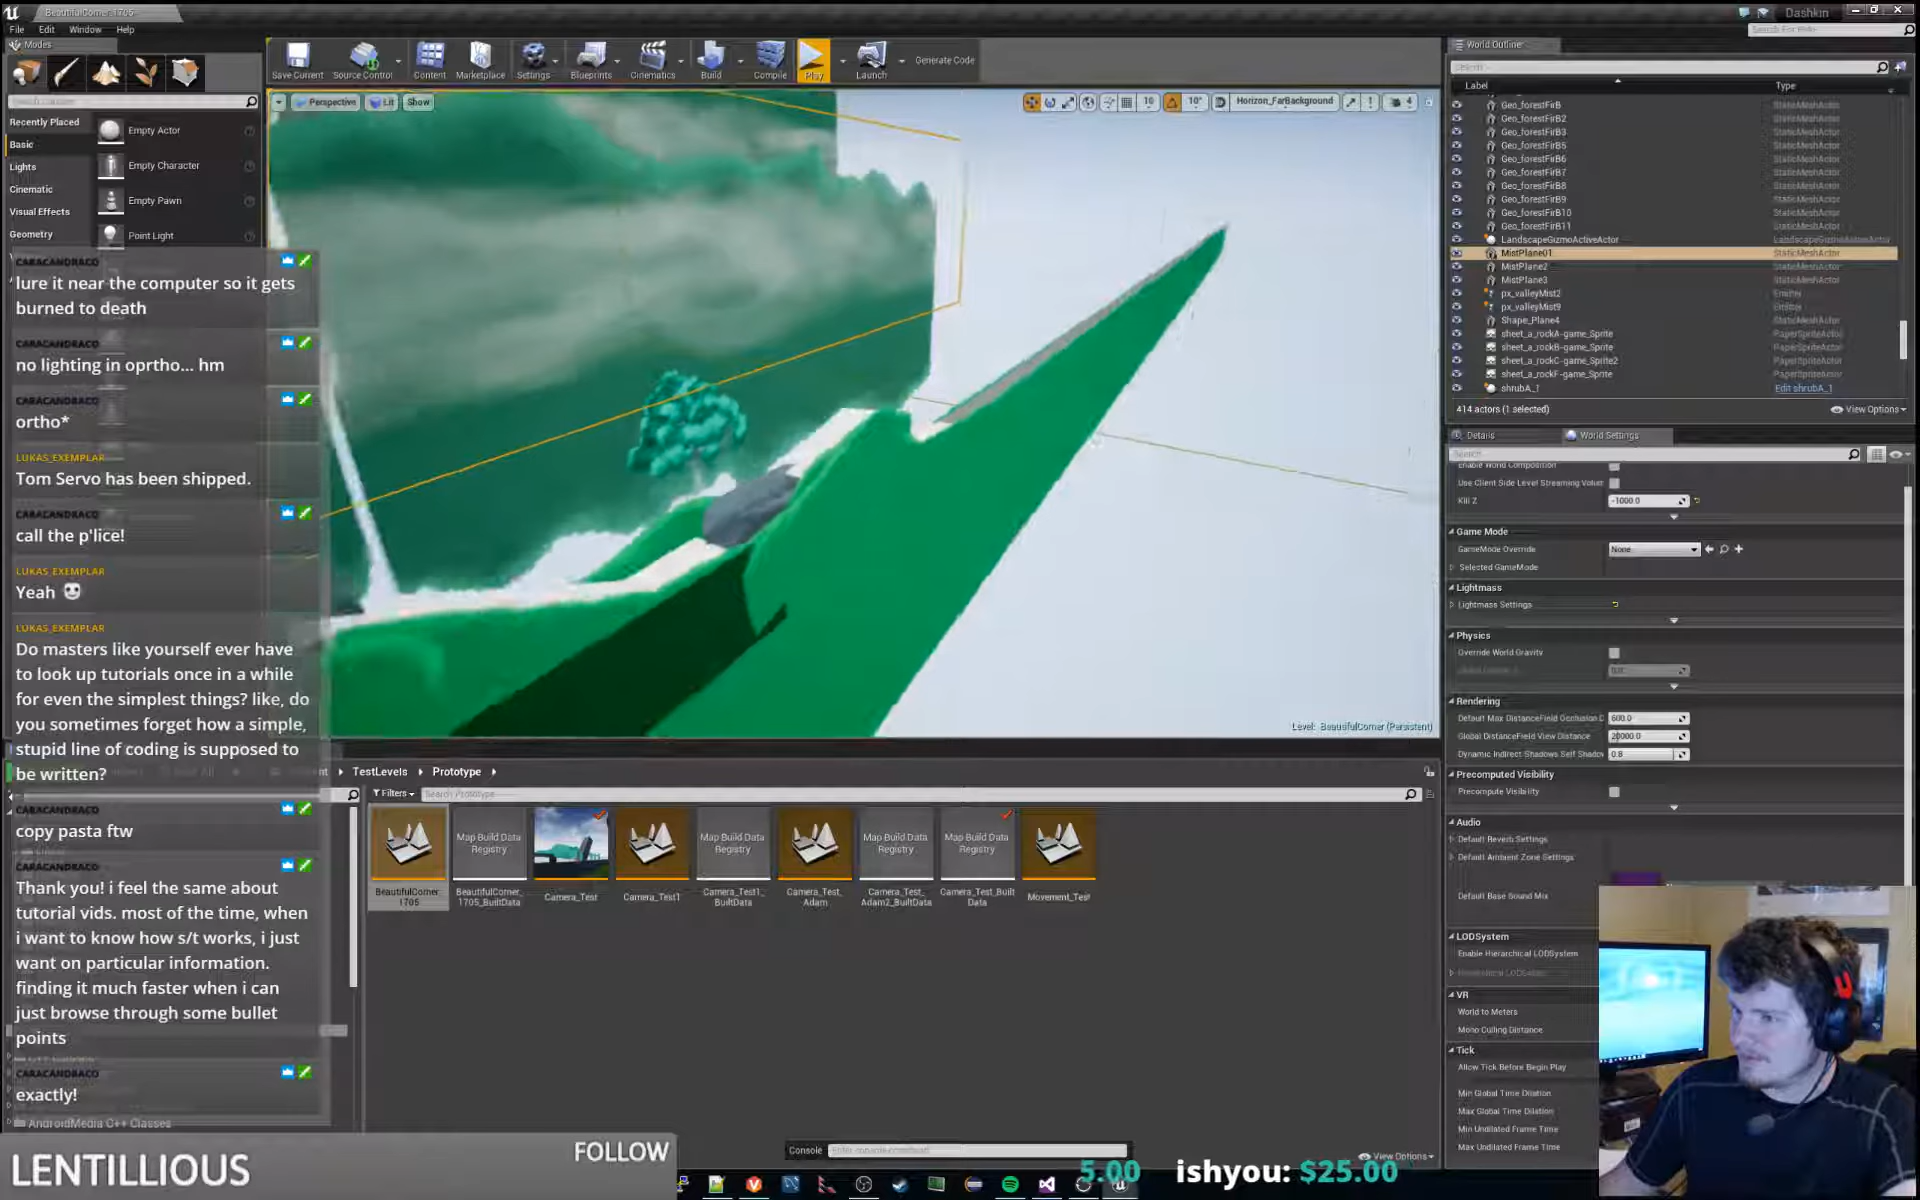 BeautifulCorner_1705
Dashkin
File Edit Window Help
Modes
Save Current Source Control Content Marketplace Settings Blueprints Cinematics Build Compile Play Launch Generate Code
Recently Placed
Basic
Lights
Cinematic
Visual Effects
Geometry
Empty Actor
Empty Character
Empty Pawn
Point Light
Perspective Lit Show
10 10° Horizon_FarBackground 4
Level: BeautifulCorner (Persistent)
CARACANDRACO
lure it near the computer so it gets
burned to death
CARACANDRACO
no lighting in oprtho... hm
CARACANDRACO
ortho*
LUKAS_EXEMPLAR
Tom Servo has been shipped.
CARACANDRACO
call the p'lice!
LUKAS_EXEMPLAR
Yeah
LUKAS_EXEMPLAR
Do masters like yourself ever have
to look up tutorials once in a while
for even the simplest things? like, do
you sometimes forget how a simple,
stupid line of coding is supposed to
be written?
CARACANDRACO
copy pasta ftw
CARACANDRACO
Thank you! i feel the same about
tutorial vids. most of the time, when
i want to know how s/t works, i just
want on particular information.
finding it much faster when i can
just browse through some bullet
points
CARACANDRACO
exactly!
AndroidMedia C++ Classes
LENTILLIOUS
FOLLOW
TestLevels Prototype
Filters Search Prototype
BeautifulCorner_
1705
Map Build Data
Registry
BeautifulCorner_
1705_BuiltData
Camera_Test
Camera_Test1
Map Build Data
Registry
Camera_Test1_
BuiltData
Camera_Test_
Adam
Map Build Data
Registry
Camera_Test_
Adam2_BuiltData
Map Build Data
Registry
Camera_Test_Built
Data
Movement_Test
Console
View Options
5.00 ishyou: $25.00
World Outliner
Label Type
Geo_forestFirB StaticMeshActor
Geo_forestFirB2 StaticMeshActor
Geo_forestFirB3 StaticMeshActor
Geo_forestFirB5 StaticMeshActor
Geo_forestFirB6 StaticMeshActor
Geo_forestFirB7 StaticMeshActor
Geo_forestFirB8 StaticMeshActor
Geo_forestFirB9 StaticMeshActor
Geo_forestFirB10 StaticMeshActor
Geo_forestFirB11 StaticMeshActor
LandscapeGizmoActiveActor LandscapeGizmoActiveActor
MistPlane01 StaticMeshActor
MistPlane2 StaticMeshActor
MistPlane3 StaticMeshActor
px_valleyMist2 Emitter
px_valleyMist9 Emitter
Shape_Plane4 StaticMeshActor
sheet_a_rockA-game_Sprite PaperSpriteActor
sheet_a_rockB-game_Sprite PaperSpriteActor
sheet_a_rockC-game_Sprite2 PaperSpriteActor
sheet_a_rockF-game_Sprite PaperSpriteActor
shrubA_1 Edit shrubA_1
414 actors (1 selected) View Options
Details World Settings
Enable World Composition
Use Client Side Level Streaming Volum
Kill Z -1000.0
Game Mode
GameMode Override None
Selected GameMode
Lightmass
Lightmass Settings
Physics
Override World Gravity
Rendering
Default Max DistanceField Occlusion D 600.0
Global DistanceField View Distance 20000.0
Dynamic Indirect Shadows Self Shadow 0.8
Precomputed Visibility
Precompute Visibility
Audio
Default Reverb Settings
Default Ambient Zone Settings
Default Base Sound Mix
LODSystem
Enable Hierarchical LODSystem
VR
World to Meters
Mono Culling Distance
Tick
Allow Tick Before Begin Play
Min Global Time Dilation
Max Global Time Dilation
Min Undilated Frame Time
Max Undilated Frame Time